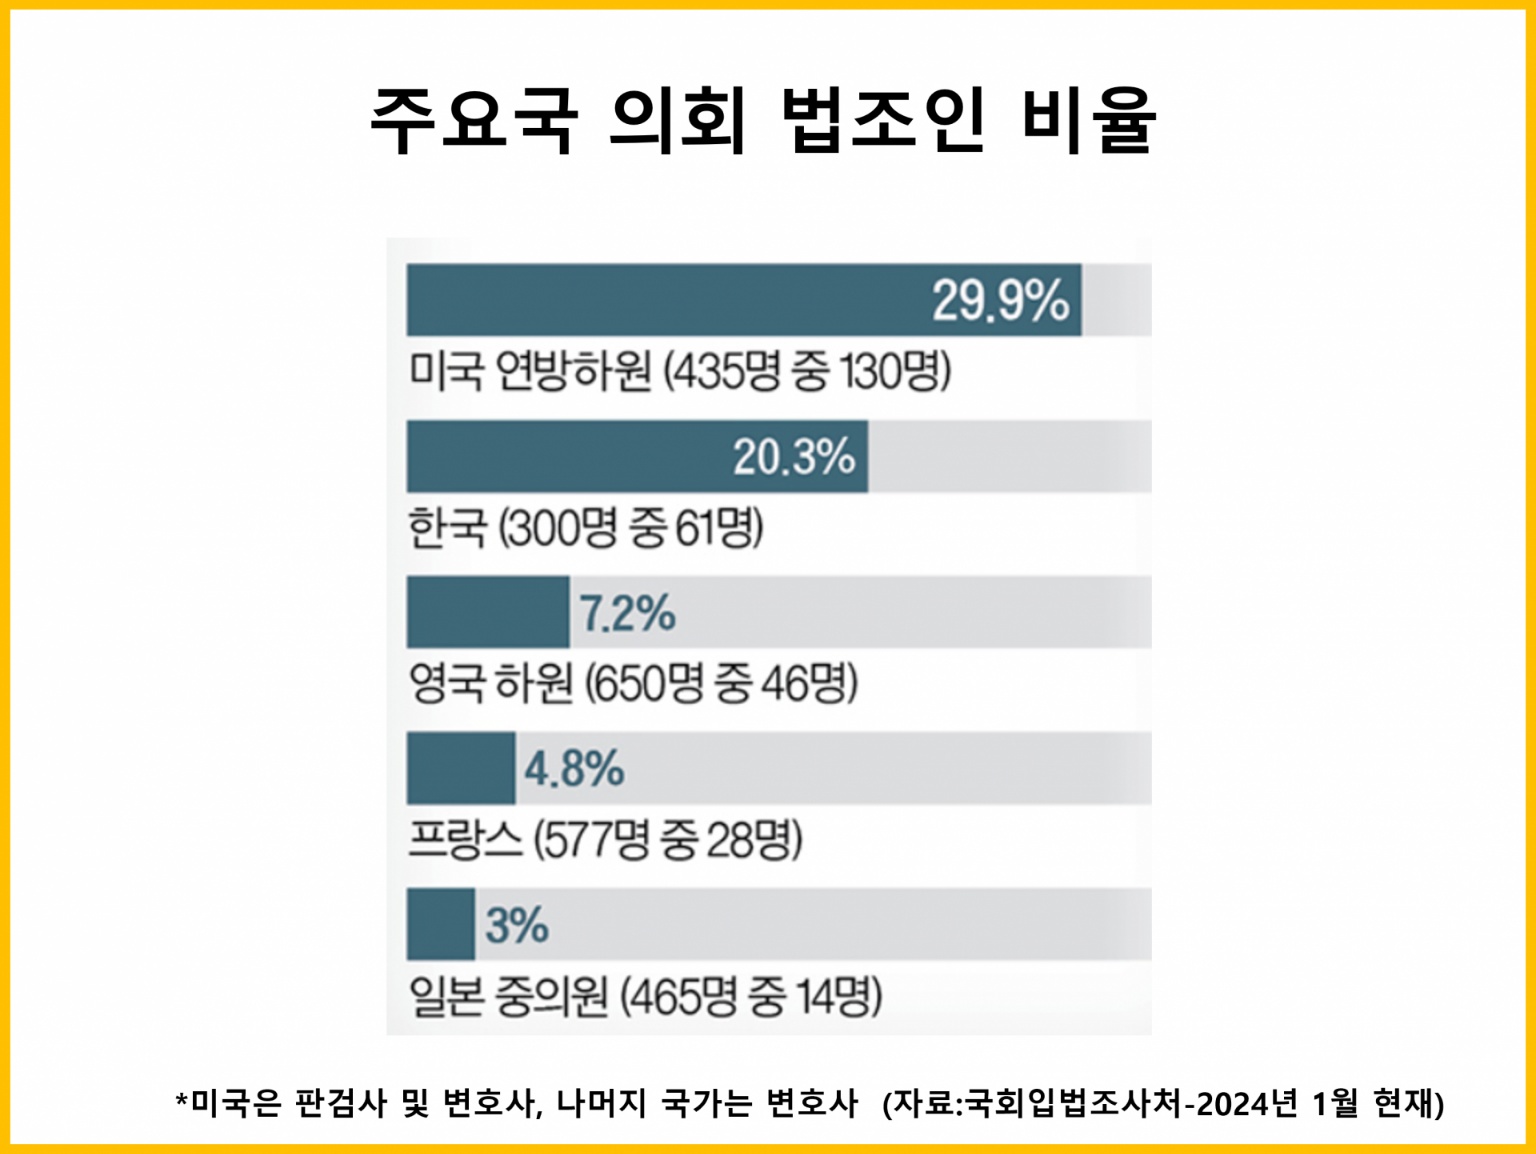 주요국 의회 법조인 비율
29.9%
미국 연방하원 (435명 중 130명)
20.3%
한국 (300명 중 61명)
7.2%
영국 하원 (650명 중 46명)
4.8%
프랑스 (577명 중 28명)
3%
일본 중의원 (465명 중 14명)
*미국은 판검사 및 변호사, 나머지 국가는 변호사 (자료:국회입법조사처-2024년 1월 현재)